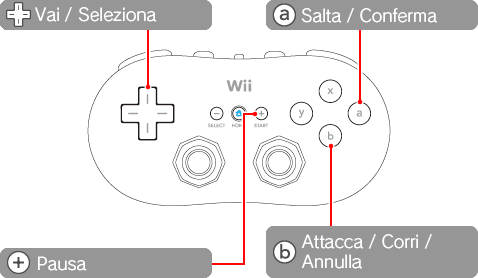 Vai / Seleziona
a Salta / Conferma
Wii
x
y
a
b
SELECT HOME START
+ Pausa
b Attacca / Corri /
Annulla